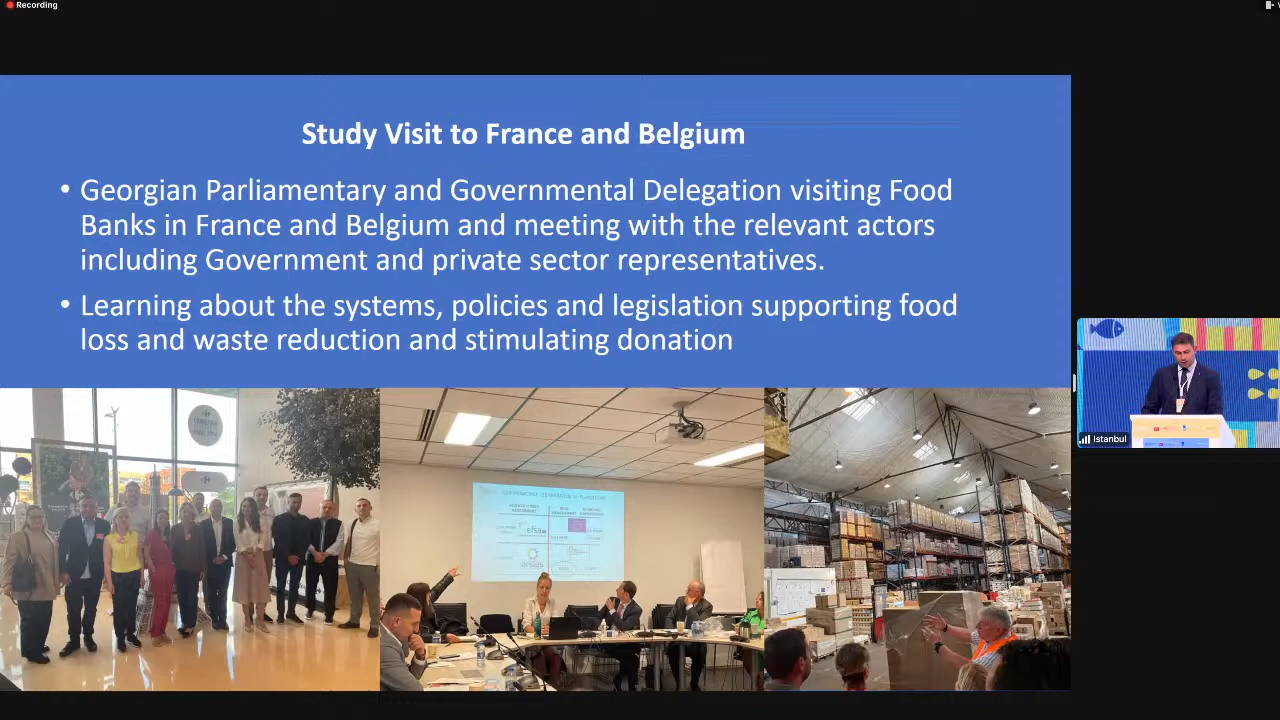 Recording
Study Visit to France and Belgium
• Georgian Parliamentary and Governmental Delegation visiting Food
Banks in France and Belgium and meeting with the relevant actors
including Government and private sector representatives.
• Learning about the systems, policies and legislation supporting food
loss and waste reduction and stimulating donation
efsa
Istanbul